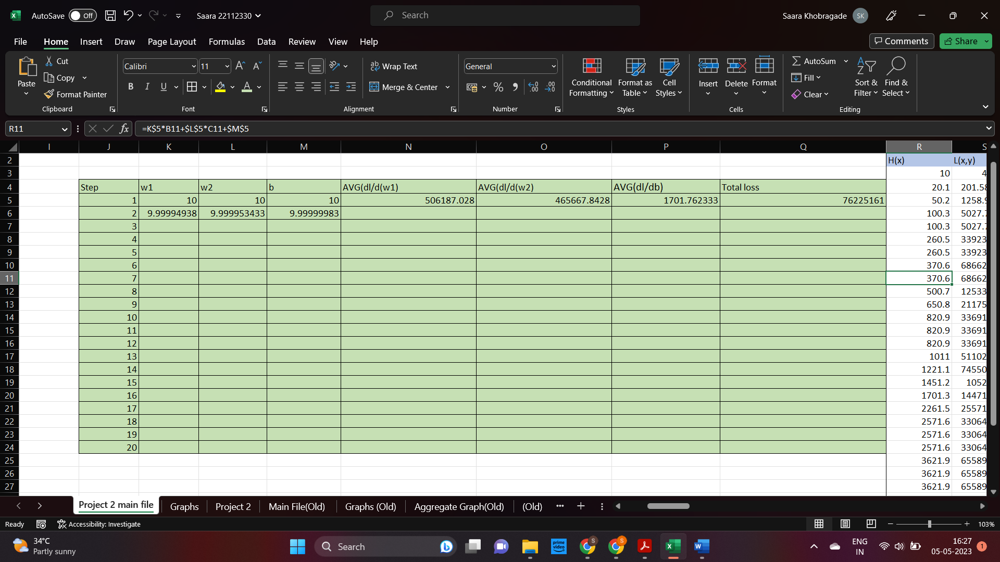 AutoSave Off Saara 22112330 Search Saara Khobragade SK
File Home Insert Draw Page Layout Formulas Data Review View Help Comments Share
Paste Cut Copy Format Painter Clipboard
Calibri 11 B I U Font
Wrap Text Merge & Center Alignment
General % Number
Conditional Formatting Format as Table Cell Styles Styles
Insert Delete Format Cells
AutoSum Fill Clear Sort & Filter Find & Select Editing
R11 fx =K$5*B11+$L$5*C11+$M$5
I J K L M N O P Q R S
2 H(x) L(x,y)
3 10 4
4 Step w1 w2 b AVG(dl/d(w1) AVG(dl/d(w2) AVG(dl/db) Total loss 20.1 201.58
5 1 10 10 10 506187.028 465667.8428 1701.762333 76225161 50.2 1258.9
6 2 9.99994938 9.999953433 9.99999983 100.3 5027.7
7 3 100.3 5027.7
8 4 260.5 33923
9 5 260.5 33923
10 6 370.6 68662
11 7 370.6 68662
12 8 500.7 12533
13 9 650.8 21175
14 10 820.9 33691
15 11 820.9 33691
16 12 820.9 33691
17 13 1011 51102
18 14 1221.1 74550
19 15 1451.2 1052
20 16 1701.3 14471
21 17 2261.5 25571
22 18 2571.6 33064
23 19 2571.6 33064
24 20 2571.6 33064
25 3621.9 65589
26 3621.9 65589
27 3621.9 65589
Project 2 main file Graphs Project 2 Main File(Old) Graphs (Old) Aggregate Graph(Old) (Old)
Ready Accessibility: Investigate 103%
34°C
Partly sunny
Search
prime video
ENG
IN
16:27
05-05-2023
1